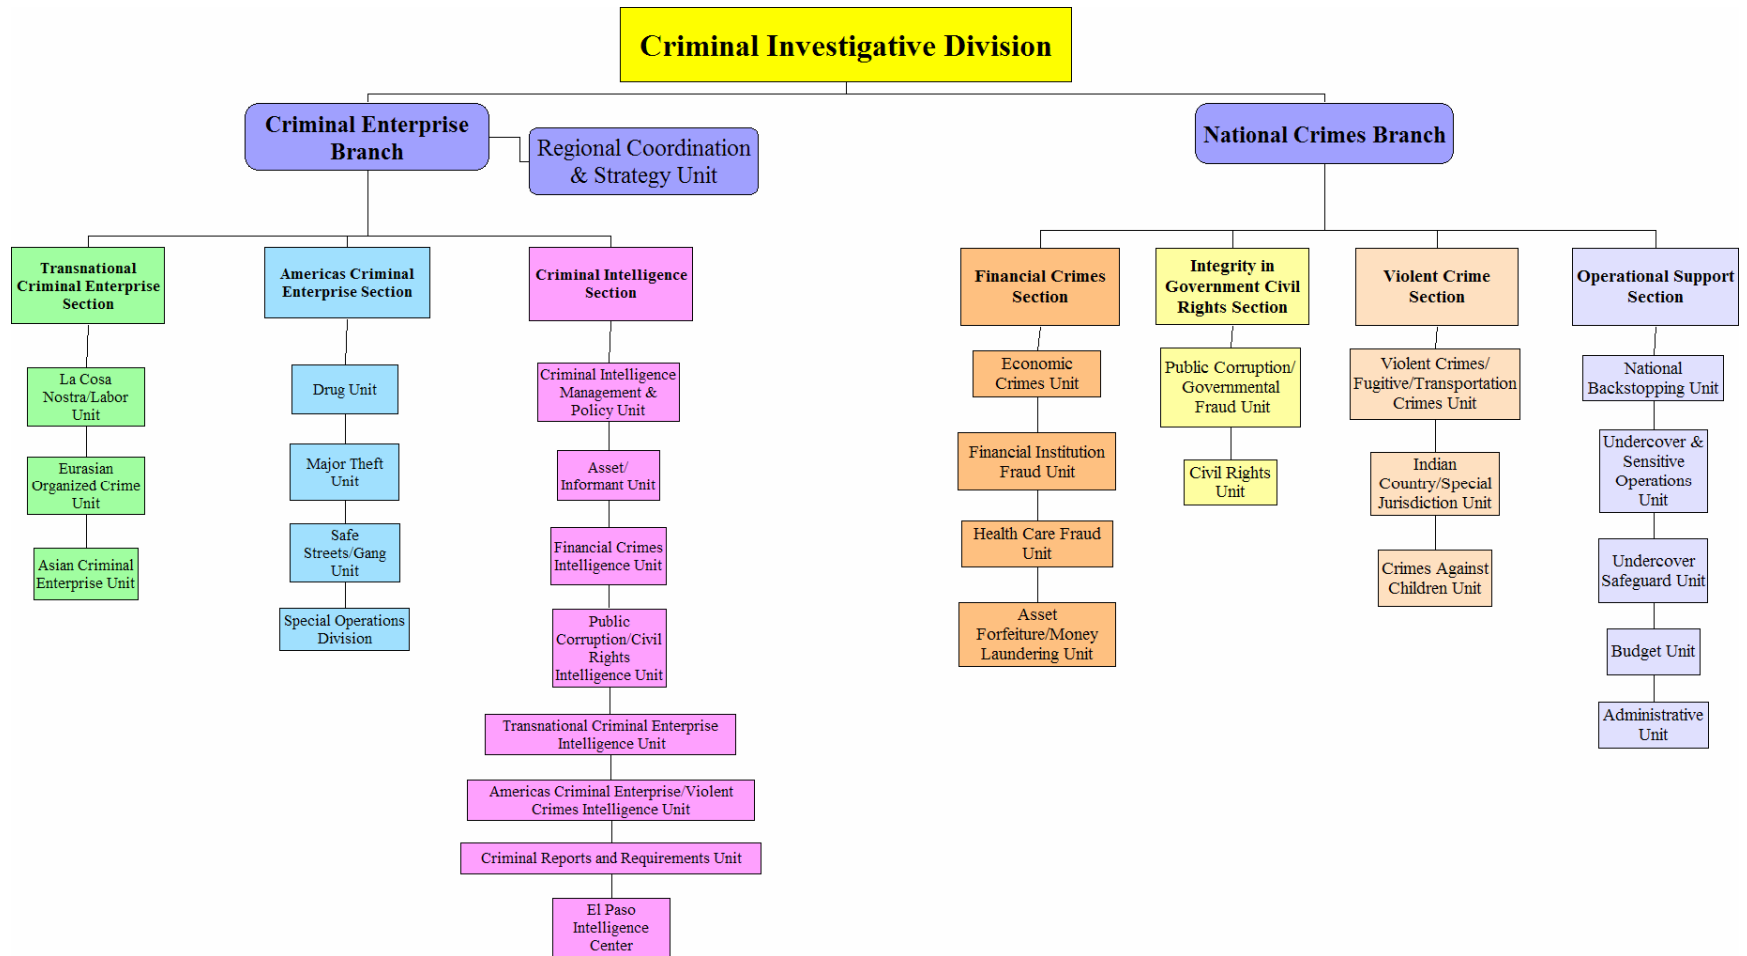 Criminal Investigative Division
Criminal Enterprise
Branch
Regional Coordination
& Strategy Unit
National Crimes Branch
Transnational
Criminal Enterprise
Section
La Cosa
Nostra/Labor
Unit
Eurasian
Organized Crime
Unit
Asian Criminal
Enterprise Unit
Americas Criminal
Enterprise Section
Drug Unit
Major Theft
Unit
Safe
Streets/Gang
Unit
Special Operations
Division
Criminal Intelligence
Section
Criminal Intelligence
Management &
Policy Unit
Asset/
Informant Unit
Financial Crimes
Intelligence Unit
Public
Corruption/Civil
Rights
Intelligence Unit
Transnational Criminal Enterprise
Intelligence Unit
Americas Criminal Enterprise/Violent
Crimes Intelligence Unit
Criminal Reports and Requirements Unit
El Paso
Intelligence
Center
Financial Crimes
Section
Economic
Crimes Unit
Financial Institution
Fraud Unit
Health Care Fraud
Unit
Asset
Forfeiture/Money
Laundering Unit
Integrity in
Government Civil
Rights Section
Public Corruption/
Governmental
Fraud Unit
Civil Rights
Unit
Violent Crime
Section
Violent Crimes/
Fugitive/Transportation
Crimes Unit
Indian
Country/Special
Jurisdiction Unit
Crimes Against
Children Unit
Operational Support
Section
National
Backstopping Unit
Undercover &
Sensitive
Operations
Unit
Undercover
Safeguard Unit
Budget Unit
Administrative
Unit